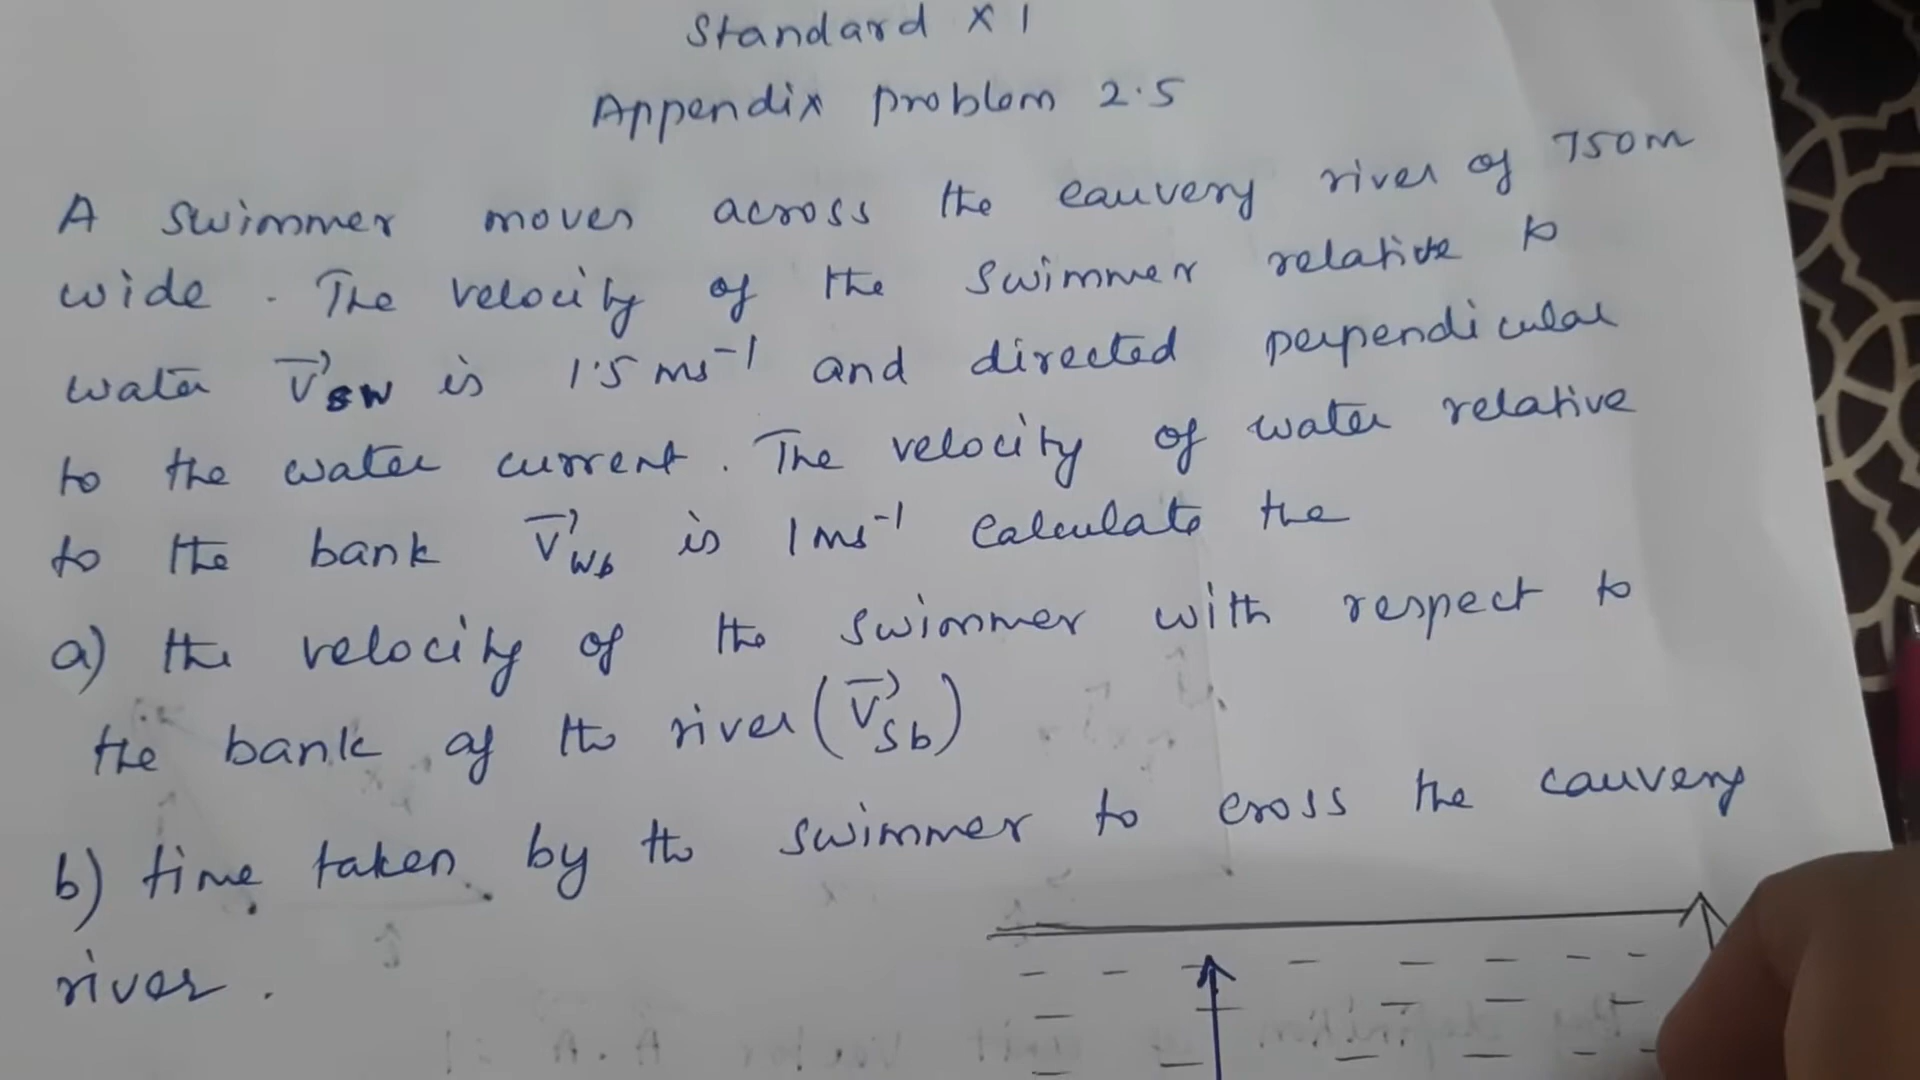 Standard XI
Appendix problem 2.5
A swimmer moves across the cauvery river of 750m
wide. The velocity of the swimmer relative to
water V⃗sw is 1.5 ms⁻¹ and directed perpendicular
to the water current. The velocity of water relative
to the bank V⃗wb is 1ms⁻¹ Calculate the
a) the velocity of the swimmer with respect to
the bank of the river (V⃗sb)
b) time taken by the swimmer to cross the cauvery
river.